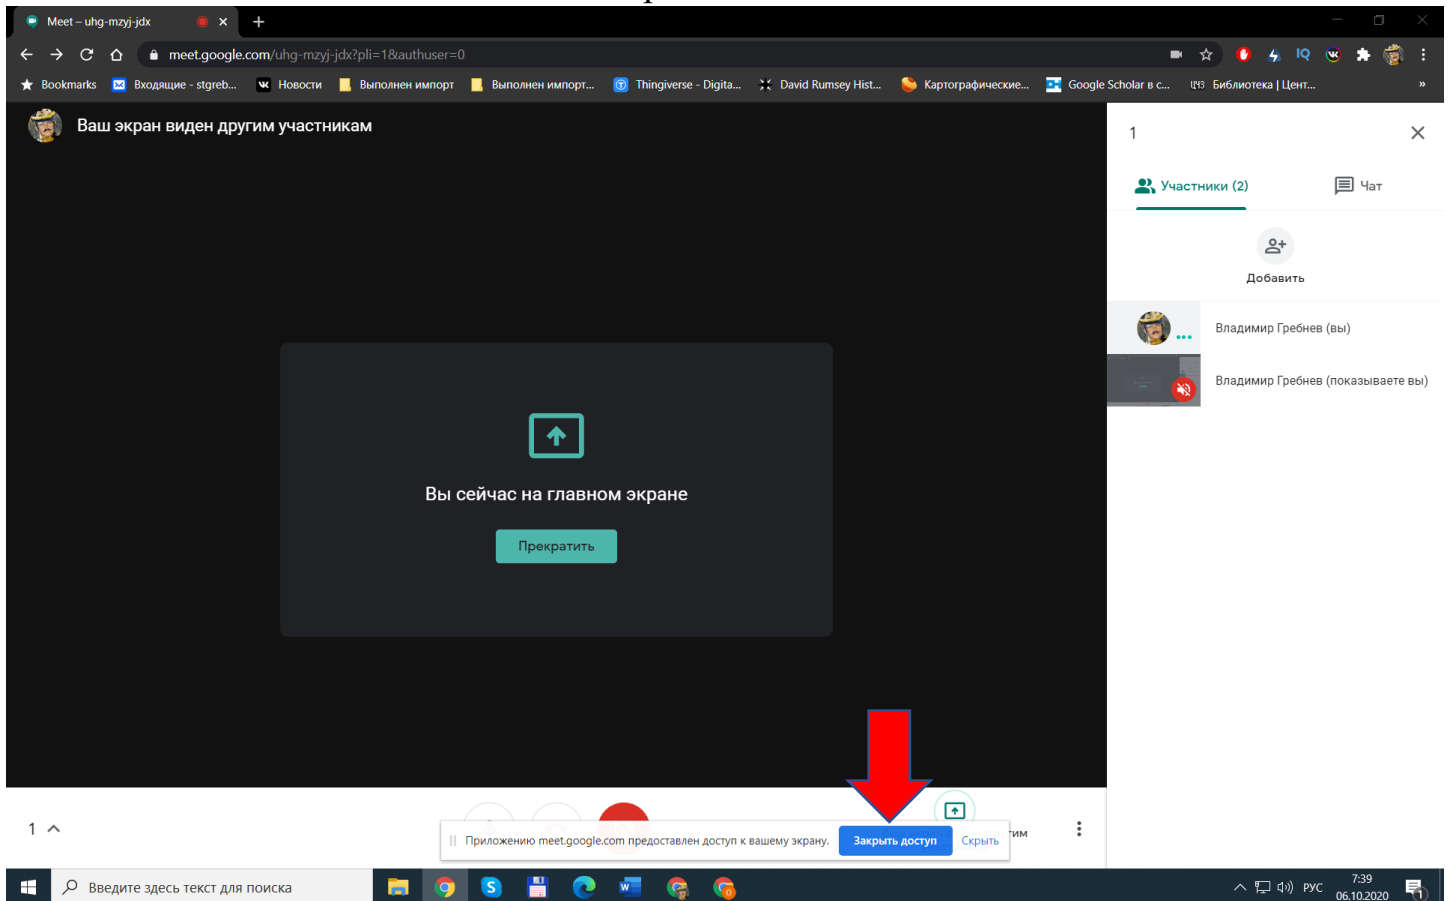 Meet – uhg-mzyj-jdx
meet.google.com/uhg-mzyj-jdx?pli=1&authuser=0
IQ
Bookmarks Входящие - stgreb... Новости Выполнен импорт Выполнен импорт... Thingiverse - Digita... David Rumsey Hist... Картографические... Google Scholar в с... ЦНЗ Библиотека | Цент... »
Ваш экран виден другим участникам
1
Участники (2) Чат
Добавить
Владимир Гребнев (вы)
Владимир Гребнев (показываете вы)
Вы сейчас на главном экране
Прекратить
1
Приложению meet.google.com предоставлен доступ к вашему экрану. Закрыть доступ Скрыть
Введите здесь текст для поиска
РУС
7:39
06.10.2020
1